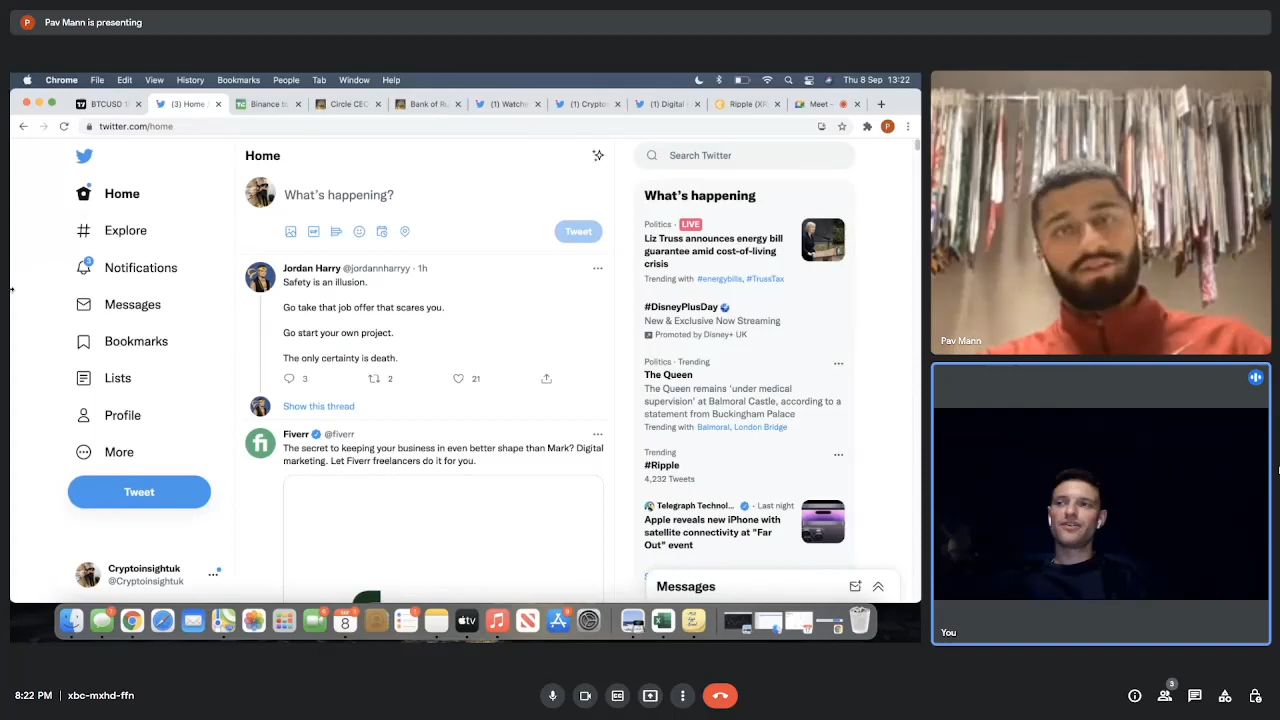 Pav Mann is presenting
Chrome File Edit View History Bookmarks People Tab Window Help Thu 8 Sep 13:22
BTCUSD (3) Home Binance to Circle CEO Bank of Ru (1) Watch (1) Crypto (1) Digital Ripple (XR Meet -
twitter.com/home
Home
Explore
Notifications
Messages
Bookmarks
Lists
Profile
More
Tweet
Cryptoinsightuk
@Cryptoinsightuk
Home
What's happening?
GIF
Tweet
Jordan Harry @jordannharryy · 1h
Safety is an illusion.
Go take that job offer that scares you.
Go start your own project.
The only certainty is death.
3 2 21
Show this thread
Fiverr @fiverr
The secret to keeping your business in even better shape than Mark? Digital
marketing. Let Fiverr freelancers do it for you.
Search Twitter
What's happening
Politics · LIVE
Liz Truss announces energy bill
guarantee amid cost-of-living
crisis
Trending with #energybills, #TrussTax
#DisneyPlusDay
New & Exclusive Now Streaming
Promoted by Disney+ UK
Politics · Trending
The Queen
The Queen remains 'under medical
supervision' at Balmoral Castle, according to a
statement from Buckingham Palace
Trending with Balmoral, London Bridge
Trending
#Ripple
4,232 Tweets
Telegraph Technol... · Last night
Apple reveals new iPhone with
satellite connectivity at "Far
Out" event
Messages
SEP
8
tv
Pav Mann
You
8:22 PM | xbc-mxhd-ffn
3